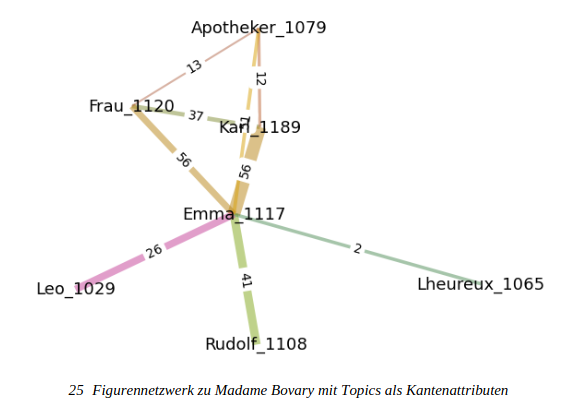 Apotheker_1079
13
12
Frau_1120
37
Karl_1189
56
56
Emma_1117
26
41
2
Leo_1029
Lheureux_1065
Rudolf_1108
25 Figurennetzwerk zu Madame Bovary mit Topics als Kantenattributen